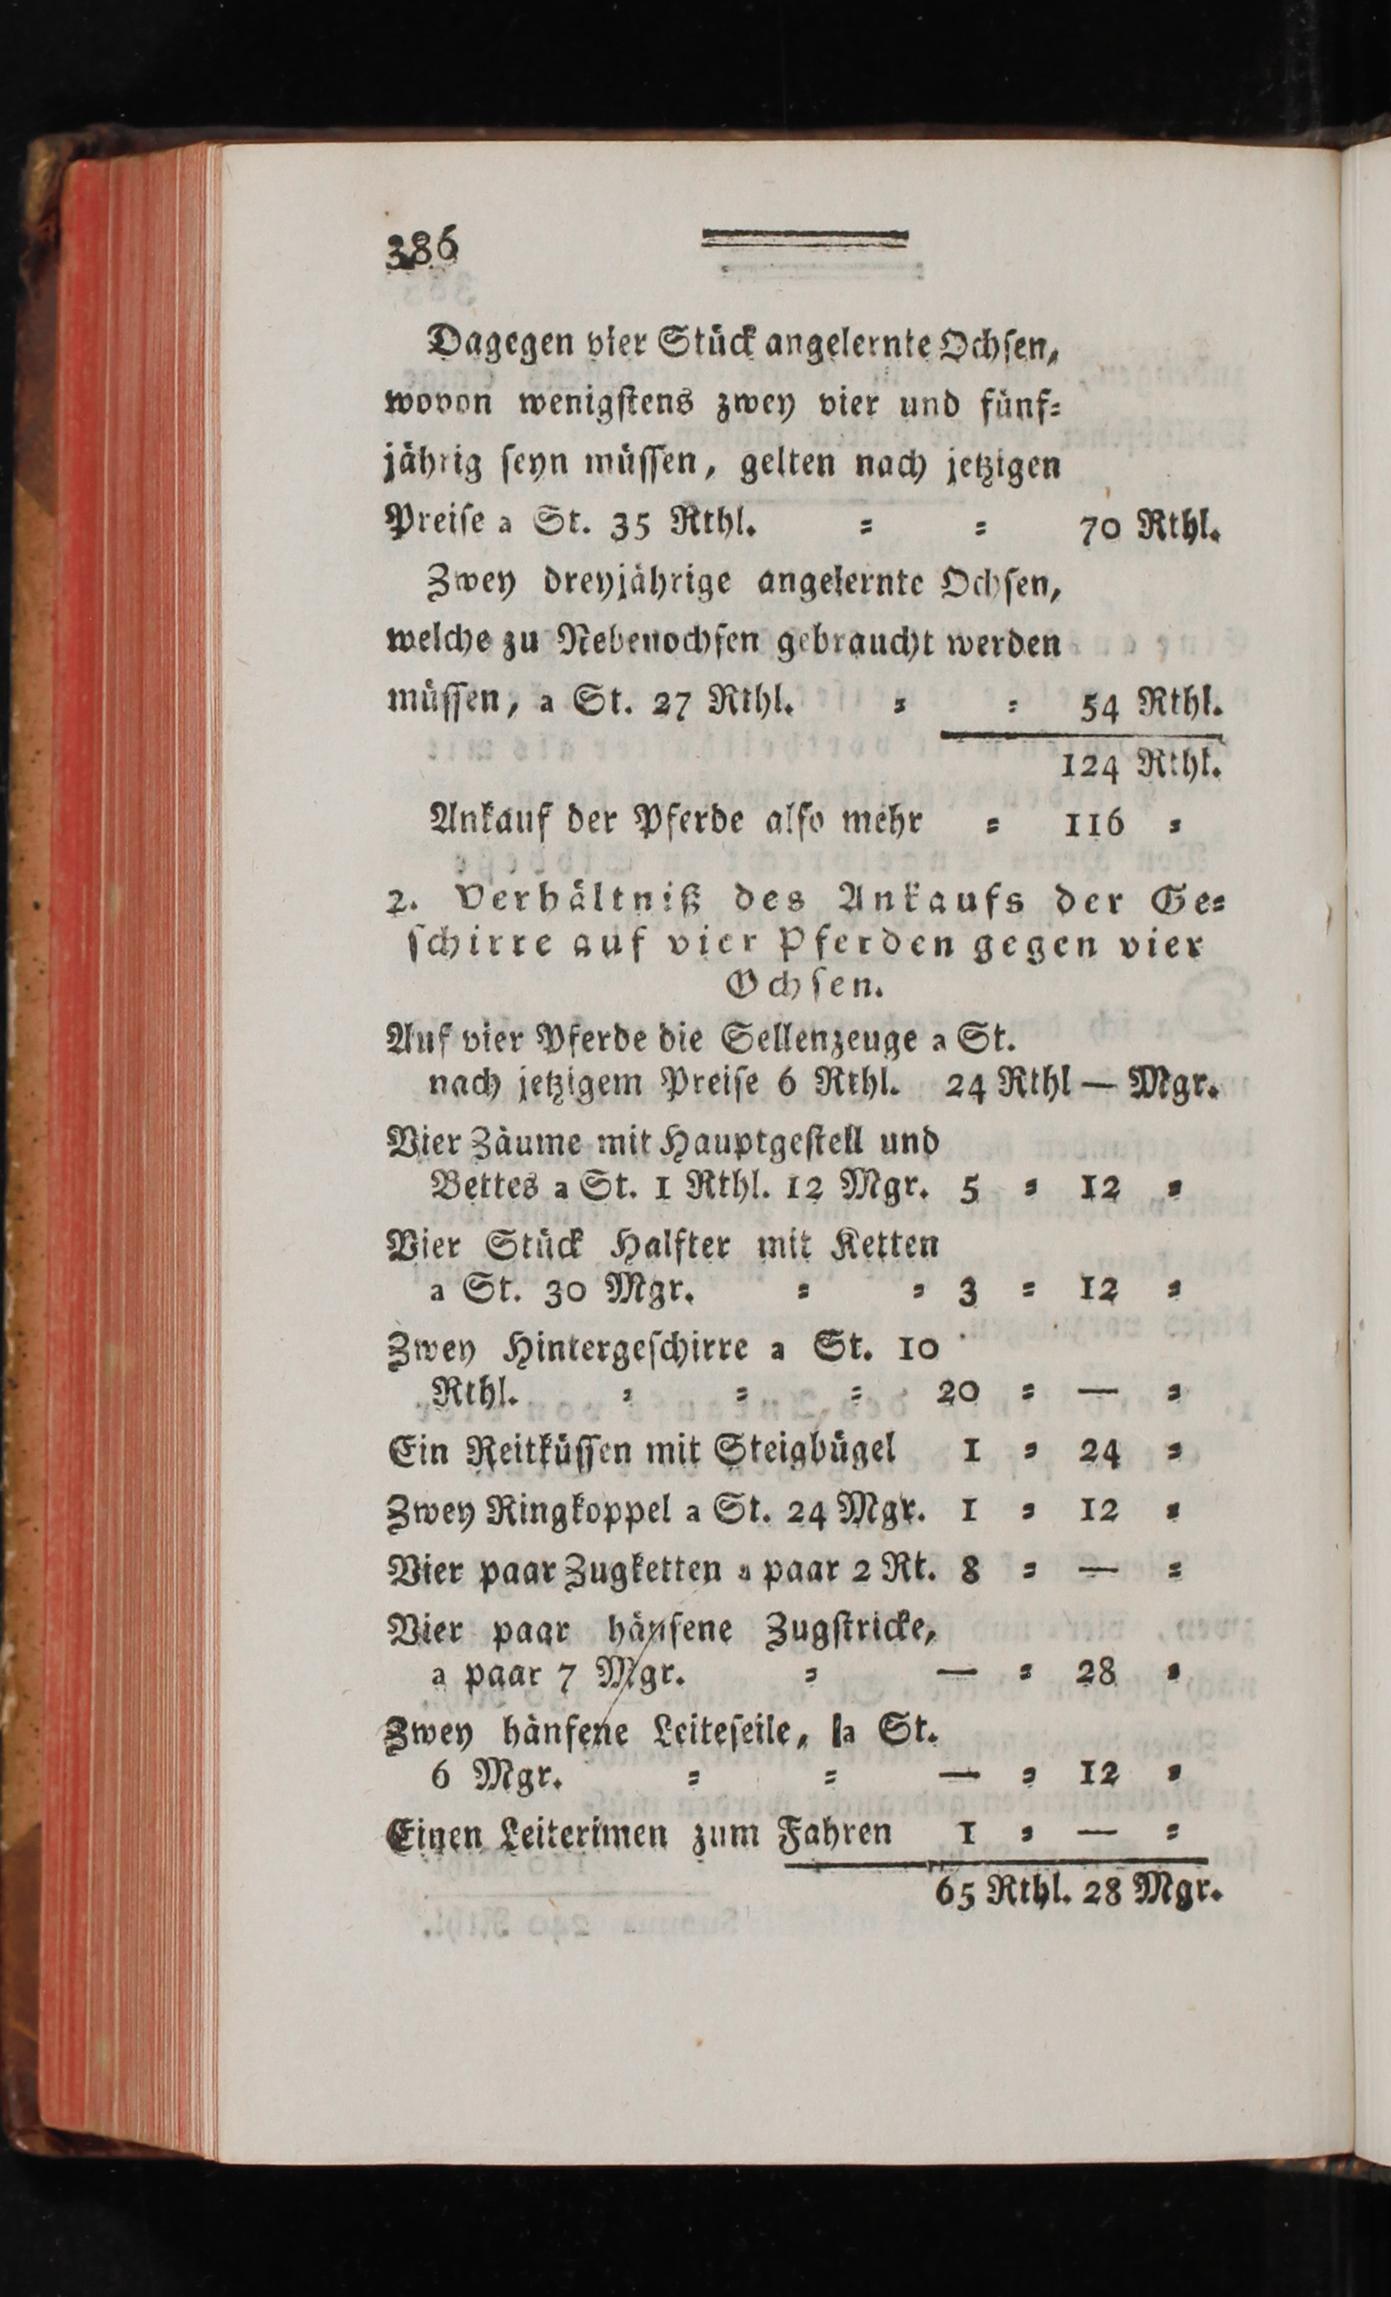 386
Dagegen vier Stück angelernte Ochſen,
wovon wenigſtens zwey vier und fünf⸗
jährig ſeyn müſſen, gelten nach jetzigen
Preiſe a St. 35 Rthl. ⸗ ⸗ 70 Rthl.
Zwey dreyjährige angelernte Ochſen,
welche zu Nebenochſen gebraucht werden
müſſen, a St. 27 Rthl. ⸗ ⸗ 54 Rthl.
124 Rthl.
Ankauf der Pferde alſo mehr ⸗ 116 ⸗
2. Verhältniß des Ankaufs der Ge⸗
ſchirre auf vier Pferden gegen vier
Ochſen.
Auf vier Pferde die Sellenzeuge a St.
nach jetzigem Preiſe 6 Rthl. 24 Rthl — Mgr.
Vier Zäume mit Hauptgeſtell und
Bettes a St. 1 Rthl. 12 Mgr. 5 ⸗ 12 ⸗
Vier Stück Halfter mit Ketten
a St. 30 Mgr. ⸗ ⸗ 3 ⸗ 12 ⸗
Zwey Hintergeſchirre a St. 10
Rthl. ⸗ ⸗ ⸗ 20 ⸗ — ⸗
Ein Reitküſſen mit Steigbügel 1 ⸗ 24 ⸗
Zwey Ringkoppel a St. 24 Mgr. 1 ⸗ 12 ⸗
Vier paar Zugketten a paar 2 Rt. 8 ⸗ — ⸗
Vier paar hänfene Zugſtricke,
a paar 7 Mgr. ⸗ — ⸗ 28 ⸗
Zwey hänfene Leiteſeile, a St.
6 Mgr. ⸗ ⸗ — ⸗ 12 ⸗
Einen Leiterimen zum Fahren 1 ⸗ — ⸗
65 Rthl. 28 Mgr.